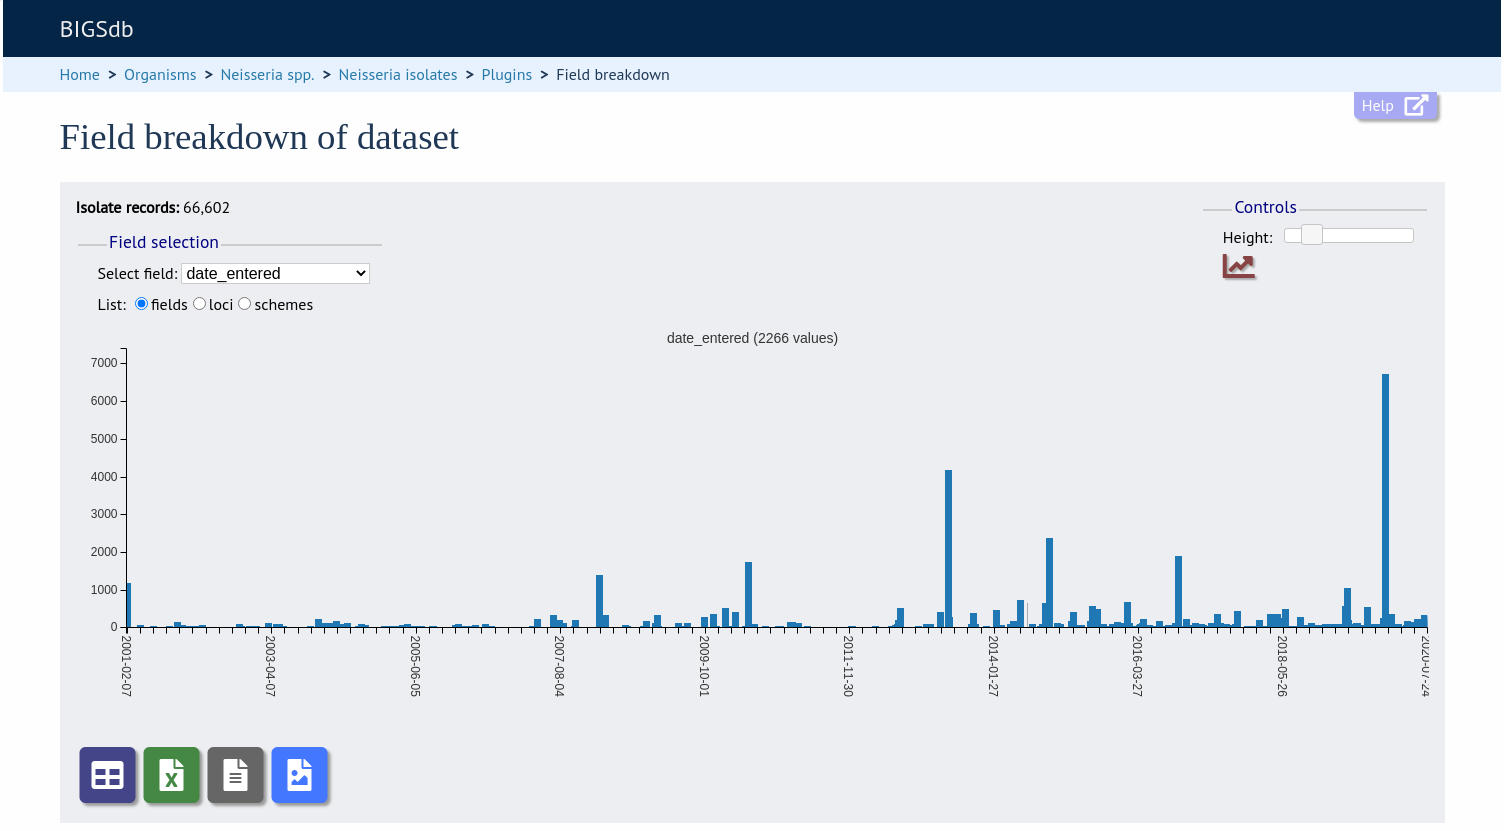 BIGSdb
Home > Organisms > Neisseria spp. > Neisseria isolates > Plugins > Field breakdown
Help
Field breakdown of dataset
Isolate records: 66,602
Controls
Height:
Field selection
Select field: date_entered
List: fields loci schemes
date_entered (2266 values)
7000
6000
5000
4000
3000
2000
1000
0
2001-02-07
2003-04-07
2005-06-05
2007-08-04
2009-10-01
2011-11-30
2014-01-27
2016-03-27
2018-05-26
2020-07-24